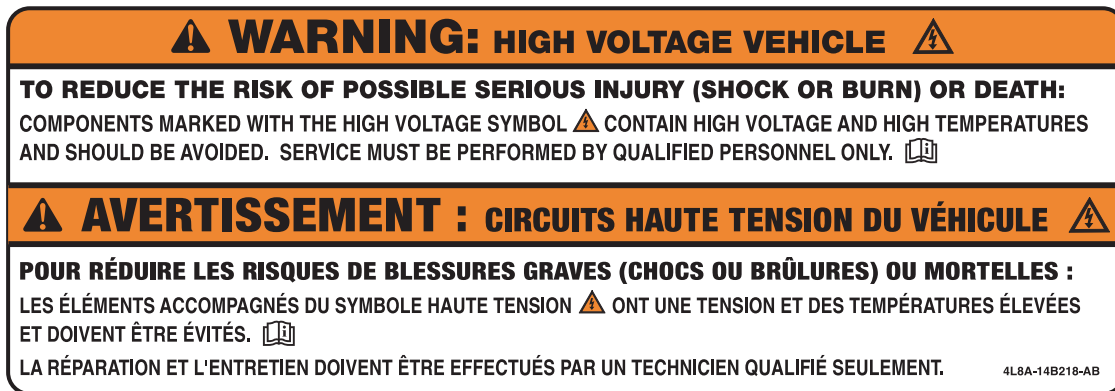 WARNING: HIGH VOLTAGE VEHICLE
TO REDUCE THE RISK OF POSSIBLE SERIOUS INJURY (SHOCK OR BURN) OR DEATH:
COMPONENTS MARKED WITH THE HIGH VOLTAGE SYMBOL CONTAIN HIGH VOLTAGE AND HIGH TEMPERATURES
AND SHOULD BE AVOIDED. SERVICE MUST BE PERFORMED BY QUALIFIED PERSONNEL ONLY.
AVERTISSEMENT : CIRCUITS HAUTE TENSION DU VÉHICULE
POUR RÉDUIRE LES RISQUES DE BLESSURES GRAVES (CHOCS OU BRÛLURES) OU MORTELLES :
LES ÉLÉMENTS ACCOMPAGNÉS DU SYMBOLE HAUTE TENSION ONT UNE TENSION ET DES TEMPÉRATURES ÉLEVÉES
ET DOIVENT ÊTRE ÉVITÉS.
LA RÉPARATION ET L'ENTRETIEN DOIVENT ÊTRE EFFECTUÉS PAR UN TECHNICIEN QUALIFIÉ SEULEMENT.
4L8A-14B218-AB